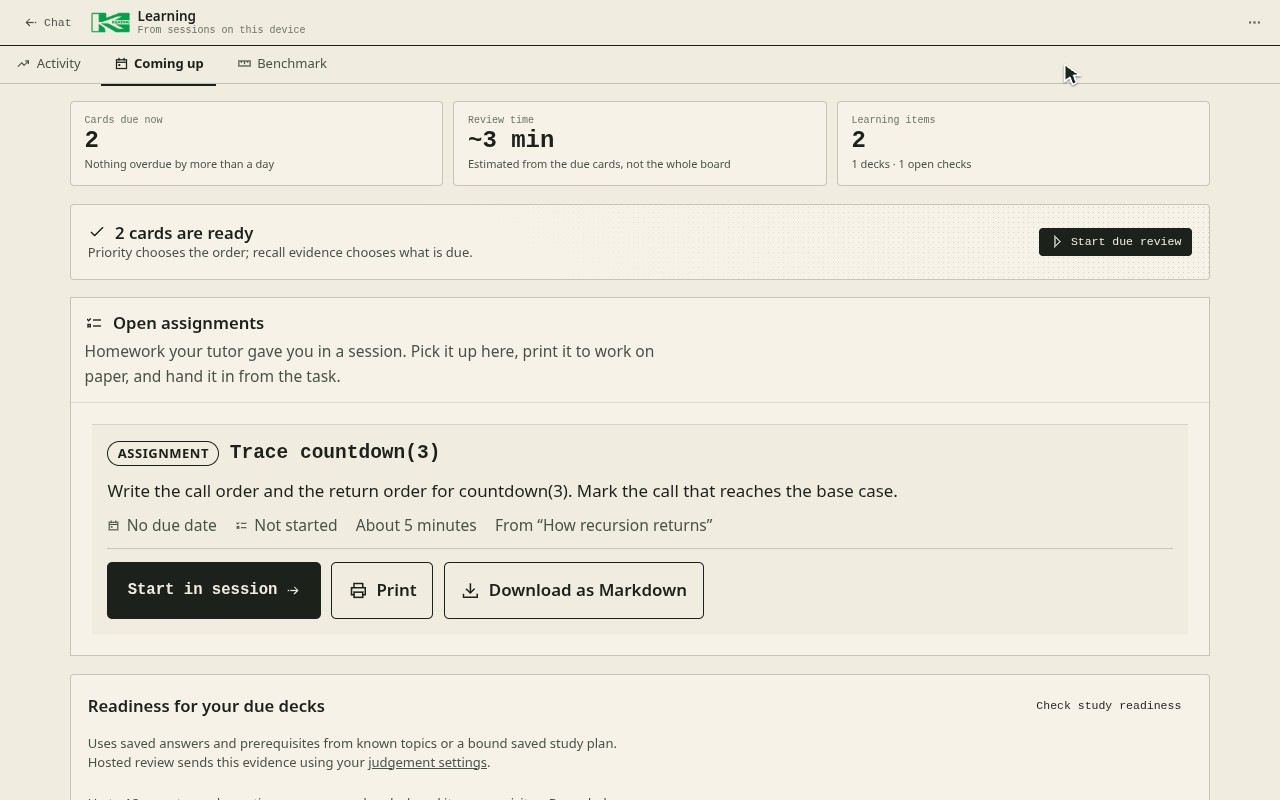 Chat
Learning
From sessions on this device
Activity
Coming up
Benchmark
Cards due now
2
Nothing overdue by more than a day
Review time
~3 min
Estimated from the due cards, not the whole board
Learning items
2
1 decks · 1 open checks
2 cards are ready
Priority chooses the order; recall evidence chooses what is due.
Start due review
Open assignments
Homework your tutor gave you in a session. Pick it up here, print it to work on
paper, and hand it in from the task.
ASSIGNMENT Trace countdown(3)
Write the call order and the return order for countdown(3). Mark the call that reaches the base case.
No due date Not started About 5 minutes From “How recursion returns”
Start in session
Print
Download as Markdown
Readiness for your due decks
Check study readiness
Uses saved answers and prerequisites from known topics or a bound saved study plan.
Hosted review sends this evidence using your judgement settings.